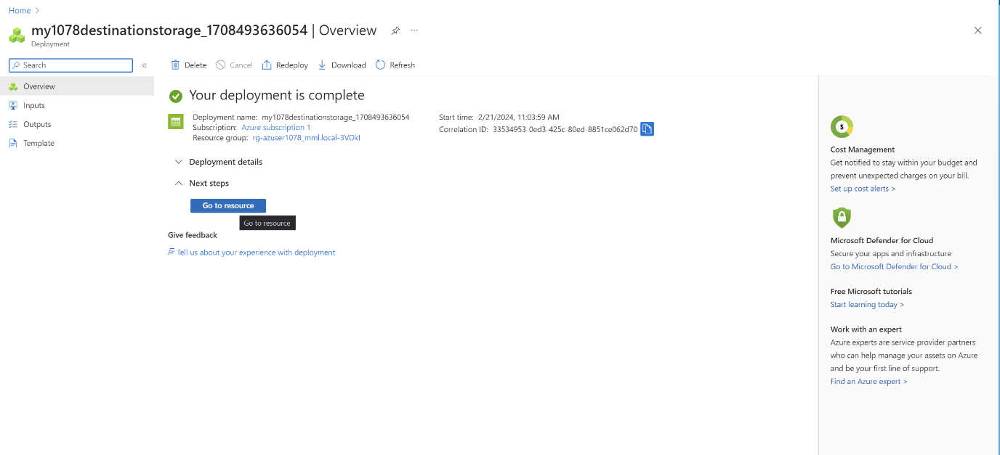 Home >
my1078destinationstorage_1708493636054 | Overview ...
Deployment
Search «
Overview
Inputs
Outputs
Template
Delete Cancel Redeploy Download Refresh
Your deployment is complete
Deployment name: my1078destinationstorage_1708493636054
Subscription: Azure subscription 1
Resource group: rg-azuser1078_mml.local-3VDkI
Start time: 2/21/2024, 11:03:59 AM
Correlation ID: 33534953-0ed3-425c-80ed-8851ce062d70
Deployment details
Next steps
Go to resource
Go to resource
Give feedback
Tell us about your experience with deployment
$
Cost Management
Get notified to stay within your budget and
prevent unexpected charges on your bill.
Set up cost alerts >
Microsoft Defender for Cloud
Secure your apps and infrastructure
Go to Microsoft Defender for Cloud >
Free Microsoft tutorials
Start learning today >
Work with an expert
Azure experts are service provider partners
who can help manage your assets on Azure
and be your first line of support.
Find an Azure expert >